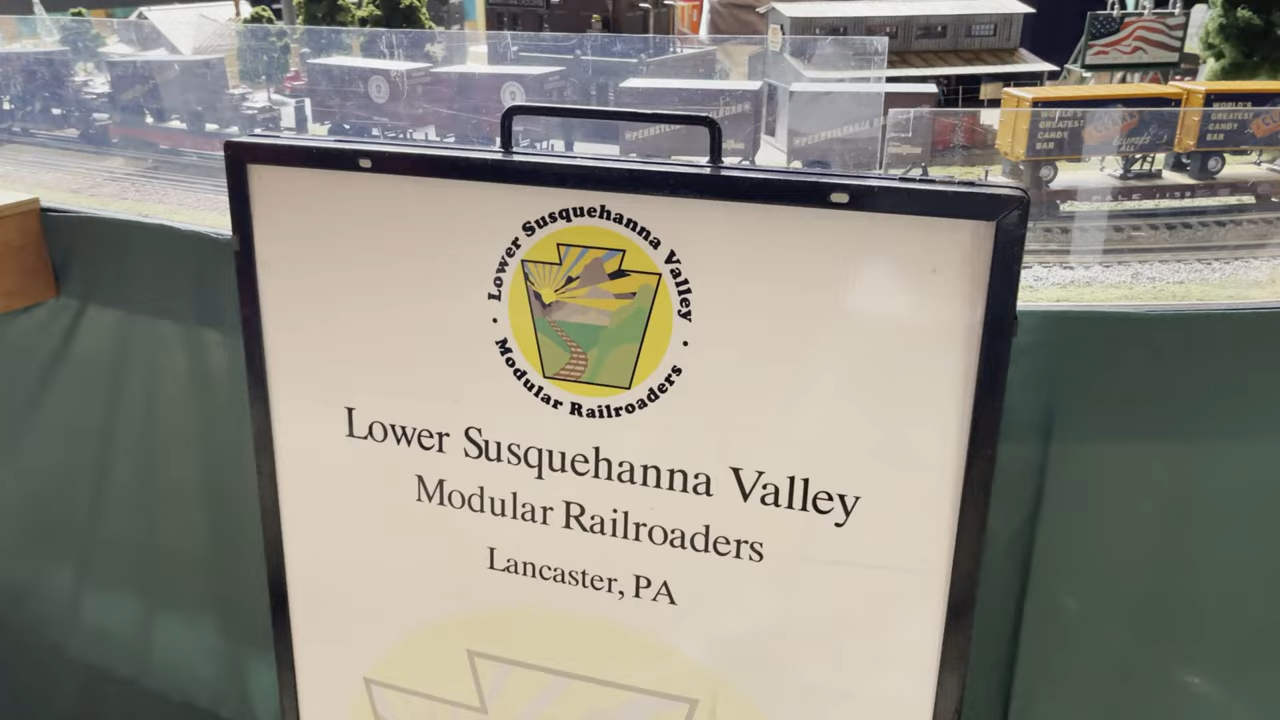 PENNSYLVANIA
WORLD'S
GREATEST
CANDY
BAR
WORLD'S
GREATEST
CANDY
BAR
Lower Susquehanna Valley
Modular Railroaders
Lower Susquehanna Valley
Modular Railroaders
Lancaster, PA